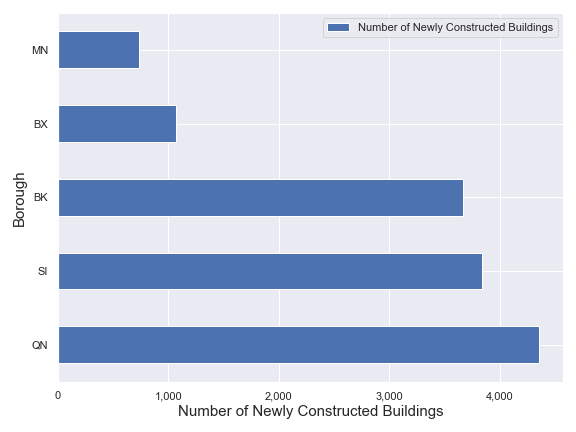 Number of Newly Constructed Buildings
MN
BX
BK
SI
QN
Borough
0
1,000
2,000
3,000
4,000
Number of Newly Constructed Buildings